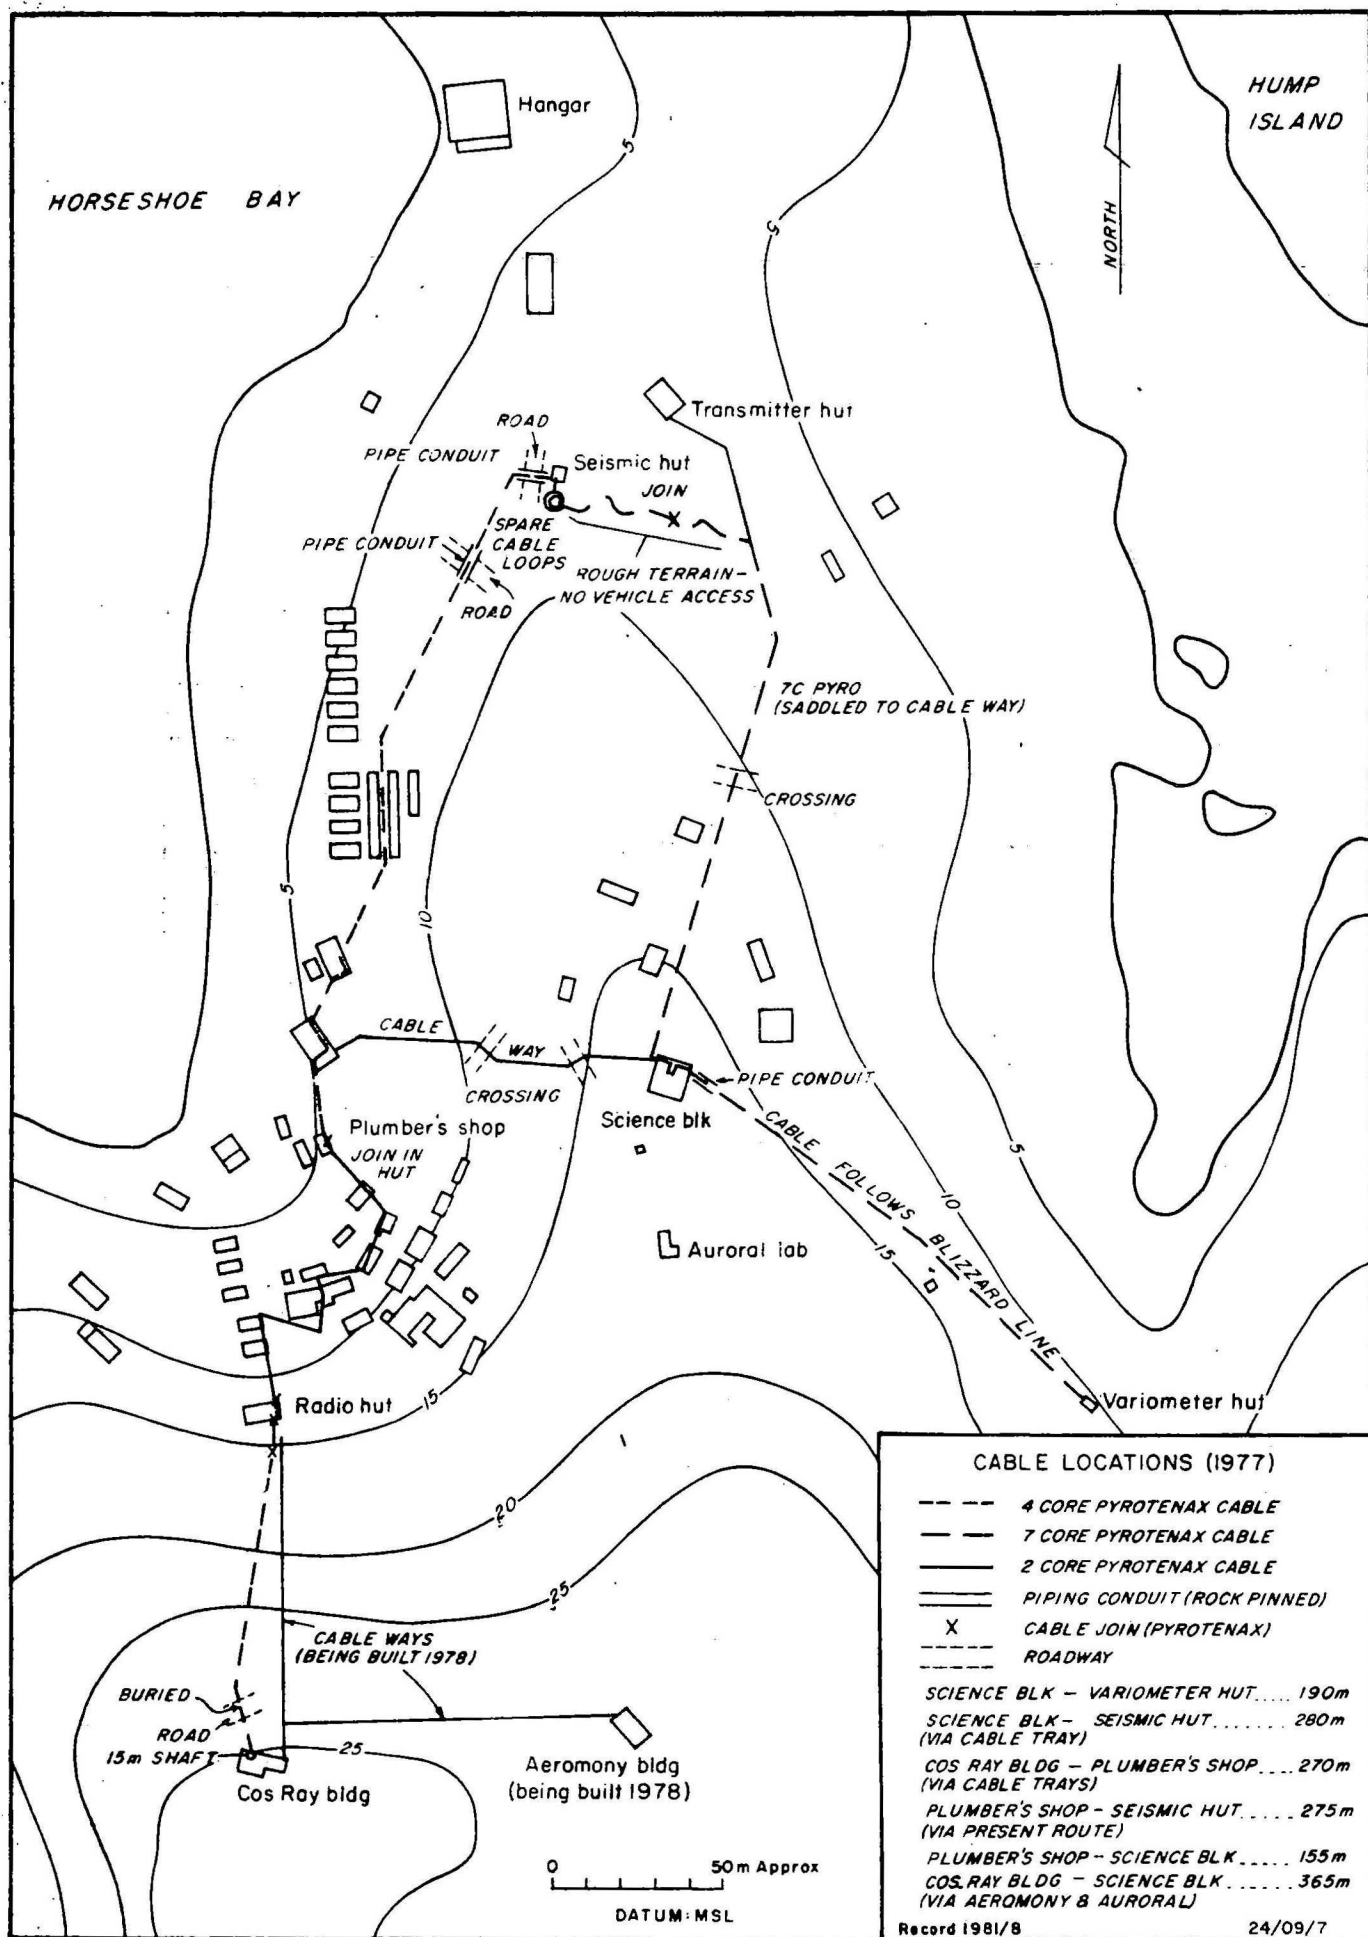 HUMP
ISLAND
Hangar
HORSESHOE BAY
5
5
NORTH
Transmitter hut
ROAD
PIPE CONDUIT
Seismic hut
JOIN
SPARE
CABLE
LOOPS
PIPE CONDUIT
ROUGH TERRAIN-
NO VEHICLE ACCESS
ROAD
7C PYRO
(SADDLED TO CABLE WAY)
CROSSING
5
10
CABLE
WAY
CROSSING
PIPE CONDUIT
Science blk
Plumber's shop
JOIN IN
HUT
CABLE FOLLOWS BLIZZARD LINE
5
10
15
Auroral lab
Radio hut
15
Variometer hut
20
25
CABLE WAYS
(BEING BUILT 1978)
BURIED
ROAD
15m SHAFT
25
Cos Ray bldg
Aeromony bldg
(being built 1978)
0 50m Approx
DATUM: MSL
CABLE LOCATIONS (1977)
4 CORE PYROTENAX CABLE
7 CORE PYROTENAX CABLE
2 CORE PYROTENAX CABLE
PIPING CONDUIT (ROCK PINNED)
X CABLE JOIN (PYROTENAX)
ROADWAY
SCIENCE BLK - VARIOMETER HUT..... 190m
SCIENCE BLK - SEISMIC HUT....... 280m
(VIA CABLE TRAY)
COS RAY BLDG - PLUMBER'S SHOP.... 270m
(VIA CABLE TRAYS)
PLUMBER'S SHOP - SEISMIC HUT..... 275m
(VIA PRESENT ROUTE)
PLUMBER'S SHOP - SCIENCE BLK..... 155m
COS.RAY BLDG - SCIENCE BLK....... 365m
(VIA AEROMONY & AURORAL)
Record 1981/8 24/09/7